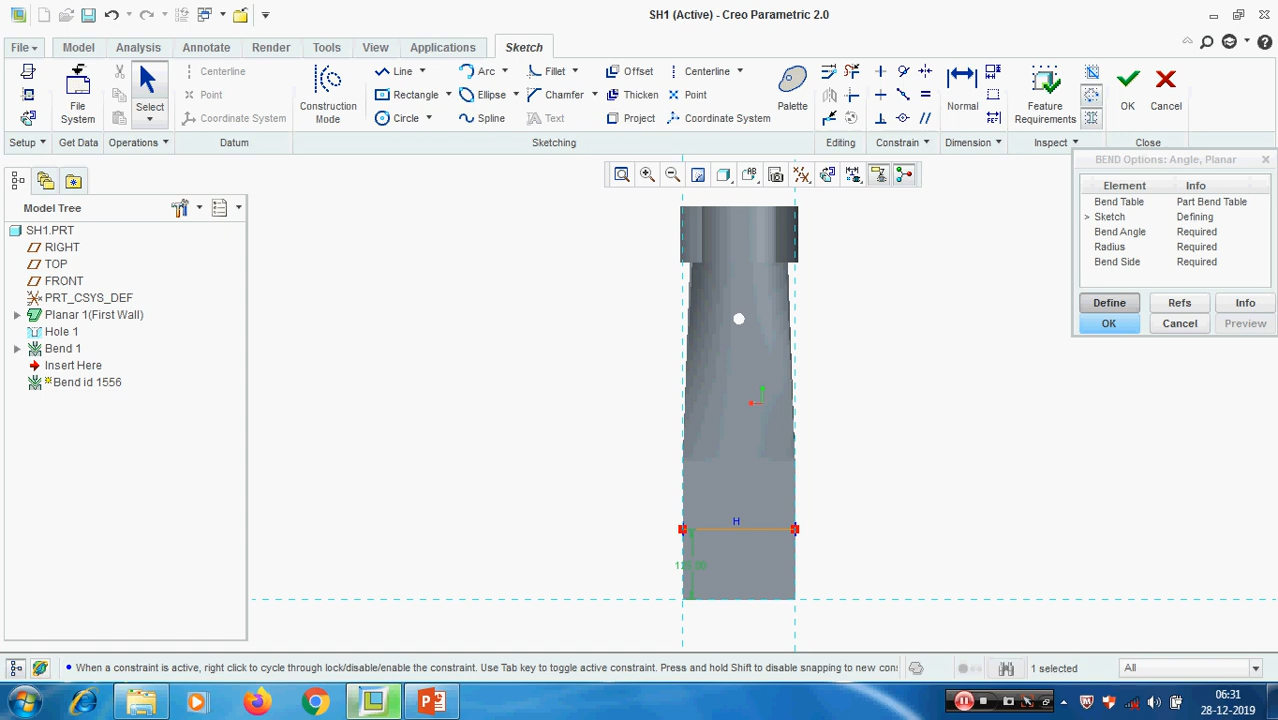 SH1 (Active) - Creo Parametric 2.0
File Model Analysis Annotate Render Tools View Applications Sketch
Centerline Line Arc Fillet Offset Centerline
Point Rectangle Ellipse Chamfer Thicken Point
Coordinate System Circle Spline Text Project Coordinate System
File System Select Construction Mode Palette Normal Feature Requirements OK Cancel
Setup Get Data Operations Datum Sketching Editing Constrain Dimension Inspect Close
BEND Options: Angle, Planar
Element Info
Bend Table Part Bend Table
> Sketch Defining
Bend Angle Required
Radius Required
Bend Side Required
Define Refs Info
OK Cancel Preview
Model Tree
SH1.PRT
RIGHT
TOP
FRONT
PRT_CSYS_DEF
Planar 1(First Wall)
Hole 1
Bend 1
Insert Here
Bend id 1556
H
When a constraint is active, right click to cycle through lock/disable/enable the constraint. Use Tab key to toggle active constraint. Press and hold Shift to disable snapping to new con
1 selected
All
06:31
28-12-2019